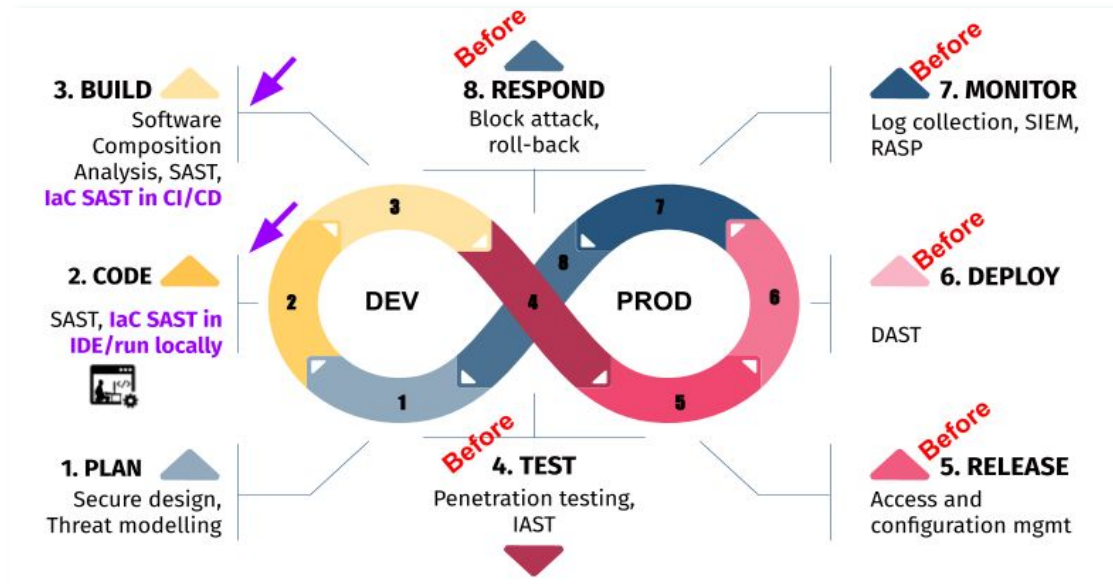 3. BUILD
Software
Composition
Analysis, SAST,
IaC SAST in CI/CD
Before
8. RESPOND
Block attack,
roll-back
Before
7. MONITOR
Log collection, SIEM,
RASP
2. CODE
SAST, IaC SAST in
IDE/run locally
</>
3
7
8
2
DEV
4
PROD
6
1
5
Before
6. DEPLOY
DAST
1. PLAN
Secure design,
Threat modelling
Before
4. TEST
Penetration testing,
IAST
Before
5. RELEASE
Access and
configuration mgmt